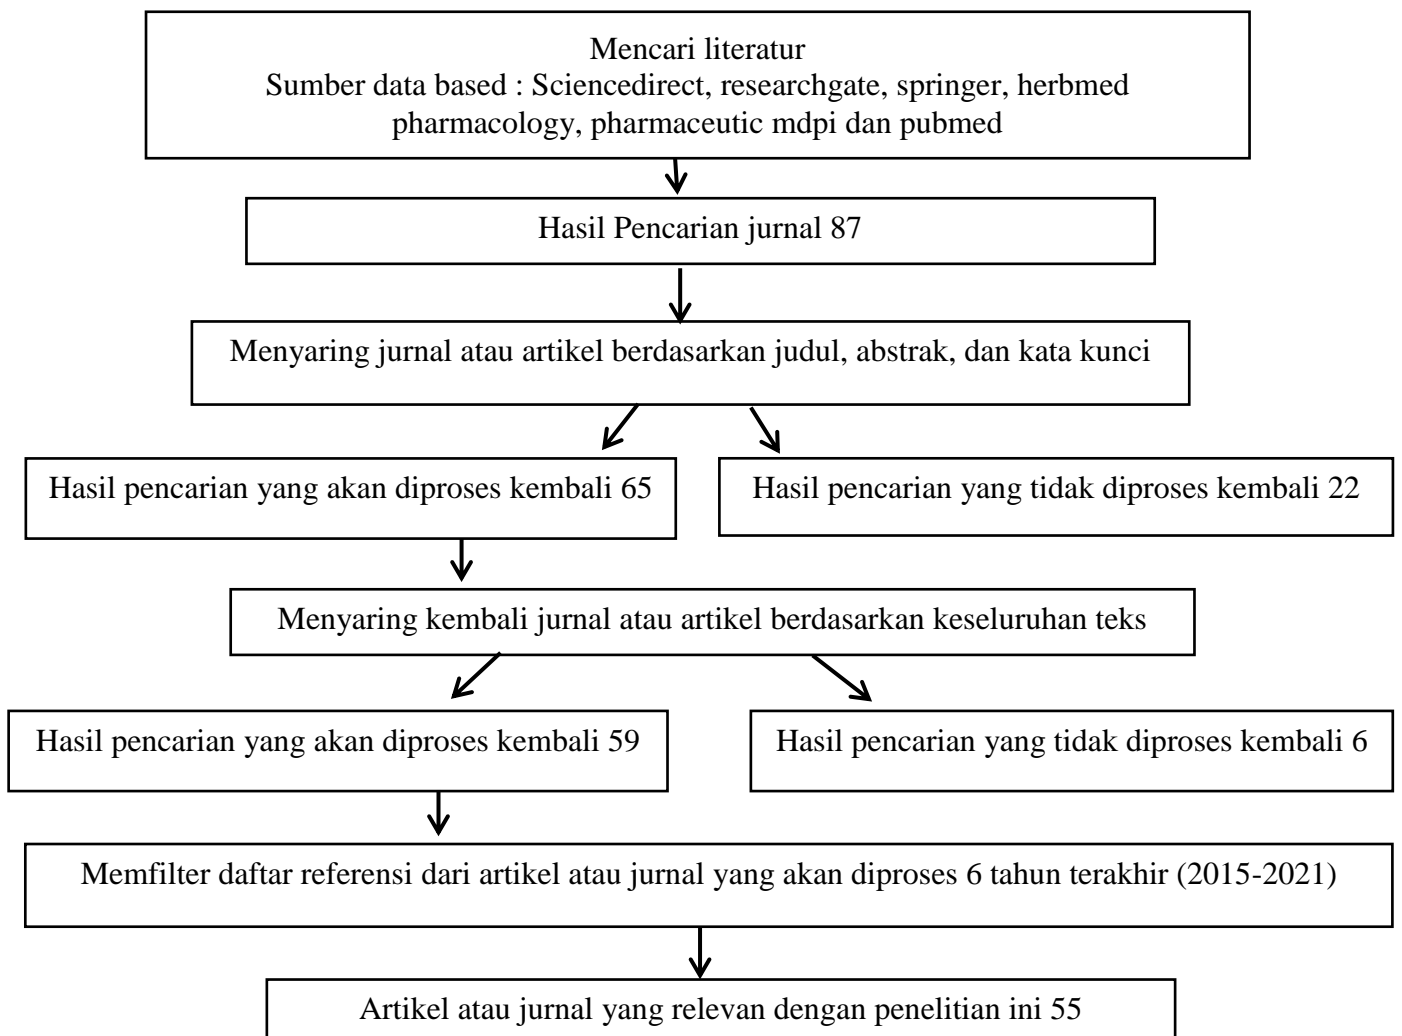 Mencari literatur
Sumber data based : Sciencedirect, researchgate, springer, herbmed
pharmacology, pharmaceutic mdpi dan pubmed
Hasil Pencarian jurnal 87
Menyaring jurnal atau artikel berdasarkan judul, abstrak, dan kata kunci
Hasil pencarian yang akan diproses kembali 65
Hasil pencarian yang tidak diproses kembali 22
Menyaring kembali jurnal atau artikel berdasarkan keseluruhan teks
Hasil pencarian yang akan diproses kembali 59
Hasil pencarian yang tidak diproses kembali 6
Memfilter daftar referensi dari artikel atau jurnal yang akan diproses 6 tahun terakhir (2015-2021)
Artikel atau jurnal yang relevan dengan penelitian ini 55